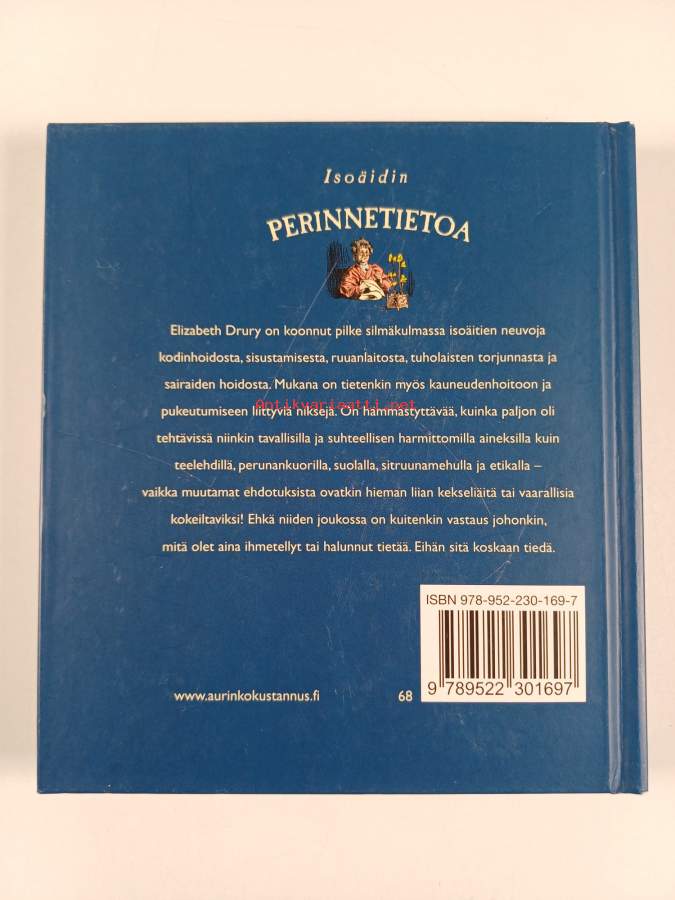 Isoäidin
PERINNETIETOA
Elizabeth Drury on koonnut pilke silmäkulmassa isoäitien neuvoja
kodinhoidosta, sisustamisesta, ruuanlaitosta, tuholaisten torjunnasta ja
sairaiden hoidosta. Mukana on tietenkin myös kauneudenhoitoon ja
Antikvariaatti.net
pukeutumiseen liittyviä niksejä. On hämmästyttävää, kuinka paljon oli
tehtävissä niinkin tavallisilla ja suhteellisen harmittomilla aineksilla kuin
teelehdillä, perunankuorilla, suolalla, sitruunamehulla ja etikalla –
vaikka muutamat ehdotuksista ovatkin hieman liian kekseliäitä tai vaarallisia
kokeiltaviksi! Ehkä niiden joukossa on kuitenkin vastaus johonkin,
mitä olet aina ihmetellyt tai halunnut tietää. Eihän sitä koskaan tiedä.
ISBN 978-952-230-169-7
www.aurinkokustannus.fi
68
9 789522 301697